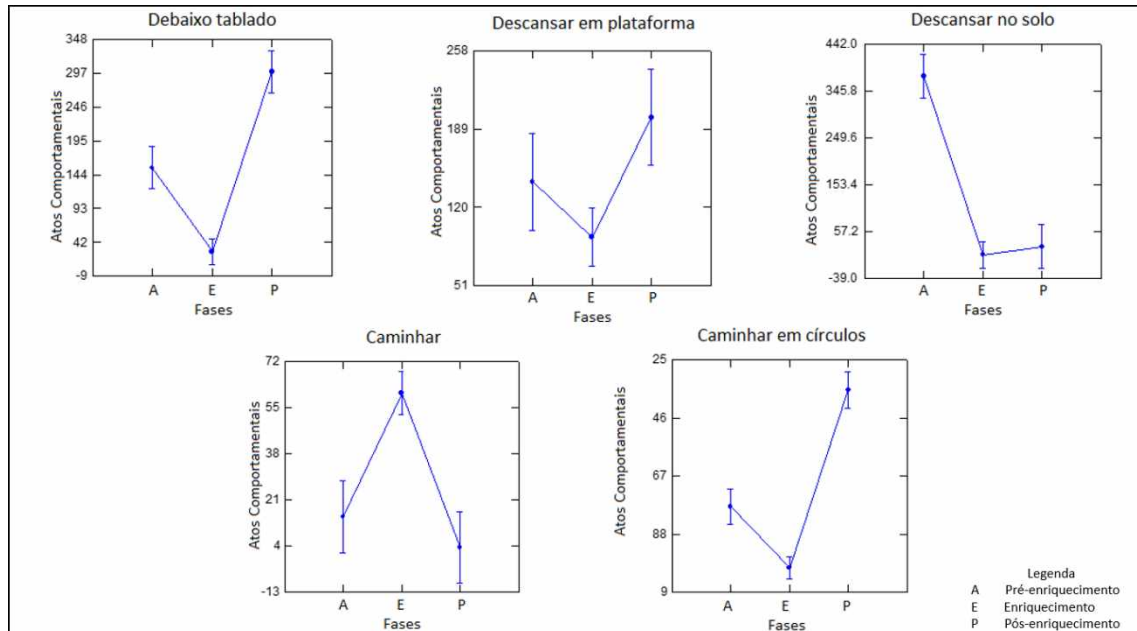 Debaixo tablado
Atos Comportamentais
348
297
246
195
144
93
42
-9
A E P
Fases
Descansar em plataforma
Atos Comportamentais
258
189
120
51
A E P
Fases
Descansar no solo
Atos Comportamentais
442.0
345.8
249.6
153.4
57.2
-39.0
A E P
Fases
Caminhar
Atos Comportamentais
72
55
38
21
4
-13
A E P
Fases
Caminhar em círculos
Atos Comportamentais
25
46
67
88
9
A E P
Fases
Legenda
A Pré-enriquecimento
E Enriquecimento
P Pós-enriquecimento